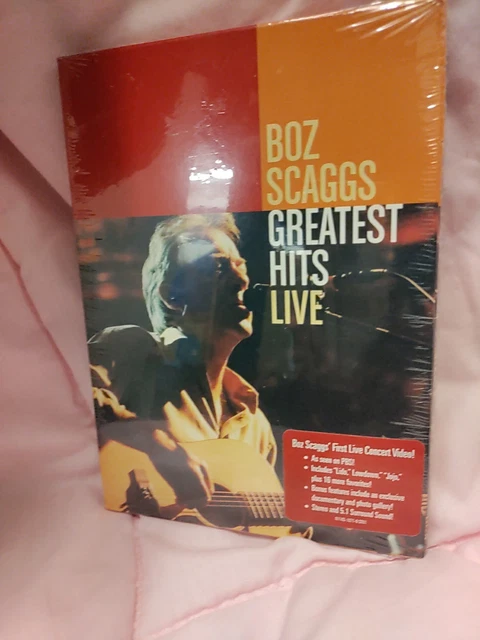 BOZ
SCAGGS
GREATEST
HITS
LIVE
Boz Scaggs' First Live Concert Video!
• As seen on PBS!
• Includes "Lido," "Lowdown," "Jojo,"
plus 16 more favorites!
• Bonus features include an exclusive
documentary and photo gallery!
• Stereo and 5.1 Surround Sound!